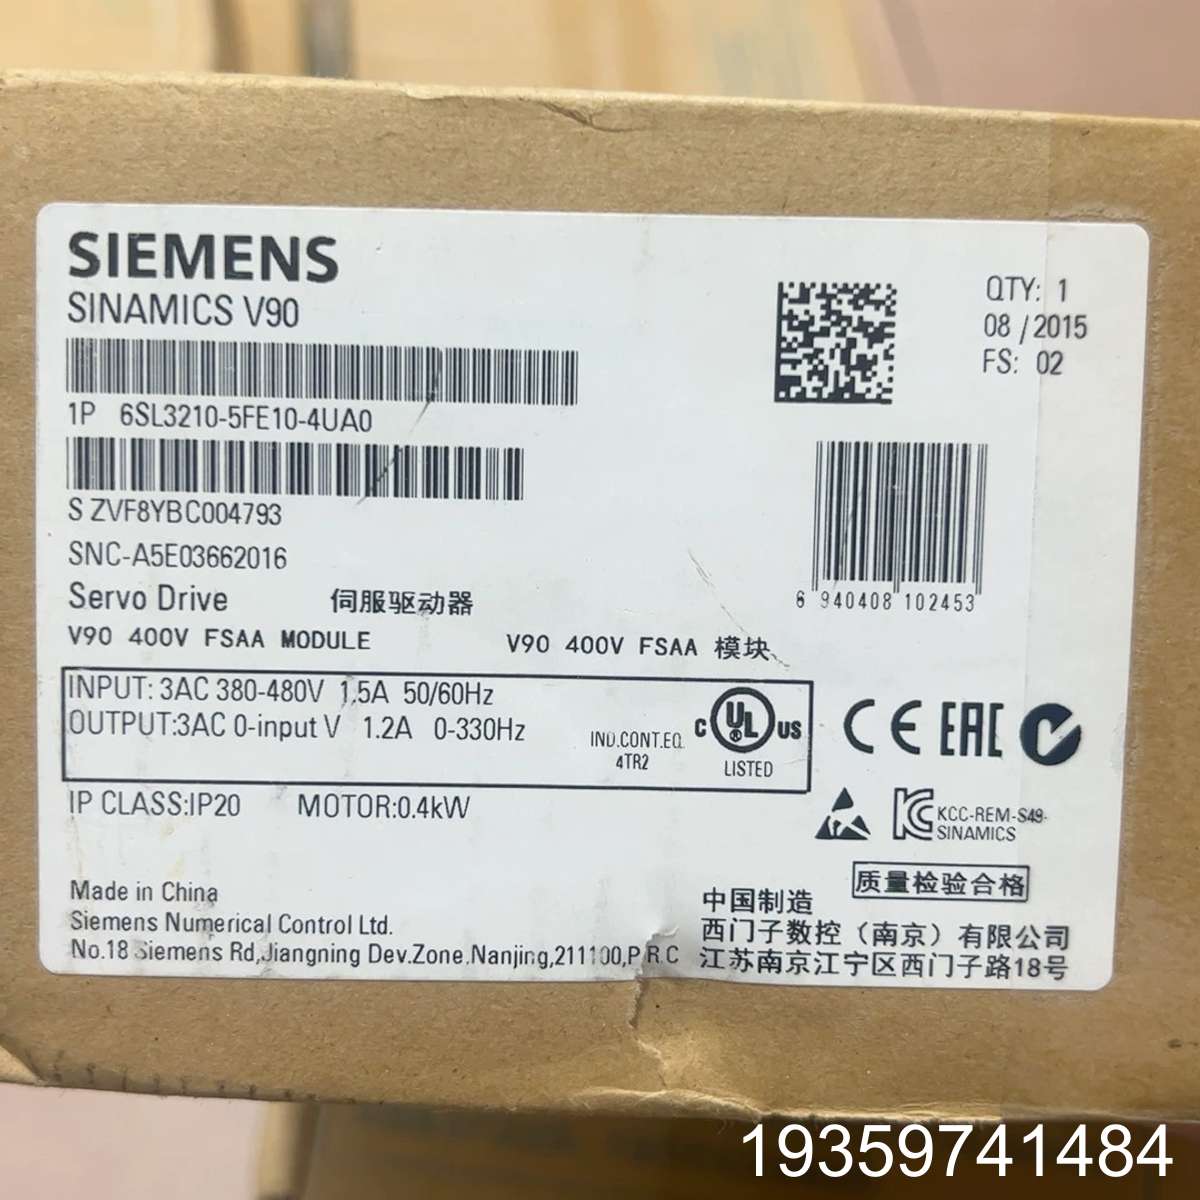 SIEMENS
SINAMICS V90
QTY: 1
08 / 2015
FS: 02
1P 6SL3210-5FE10-4UA0
S ZVF8YBC004793
SNC-A5E03662016
6 940408 102453
Servo Drive 伺服驱动器
V90 400V FSAA MODULE V90 400V FSAA 模块
INPUT: 3AC 380-480V 1.5A 50/60Hz
OUTPUT:3AC 0-input V 1.2A 0-330Hz
IND.CONT.EQ.
4TR2
C UL US
LISTED
CE EAC
IP CLASS:IP20 MOTOR:0.4kW
KC KCC-REM-S49-
SINAMICS
质量检验合格
Made in China
Siemens Numerical Control Ltd.
No.18 Siemens Rd,Jiangning Dev.Zone.Nanjing,211100,P.R.C
中国制造
西门子数控（南京）有限公司
江苏南京江宁区西门子路18号
19359741484